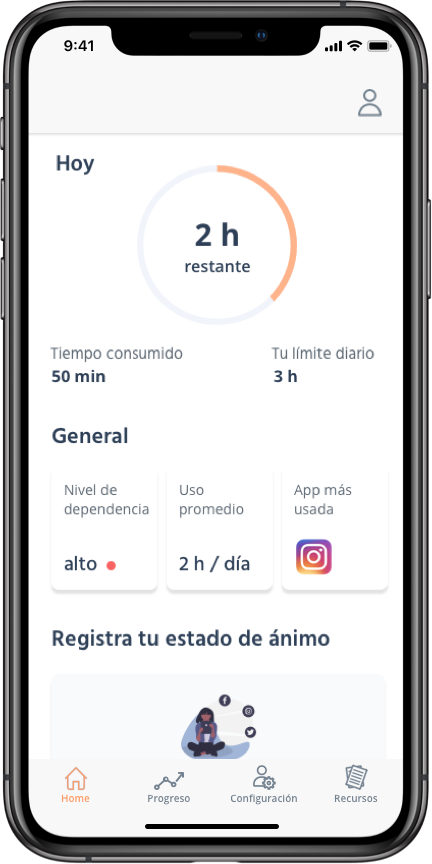 9:41
Hoy
2 h
restante
Tiempo consumido
Tu límite diario
50 min
3 h
General
Nivel de
dependencia
alto
Uso
promedio
2 h / día
App más
usada
Registra tu estado de ánimo
Home
Progreso
Configuración
Recursos